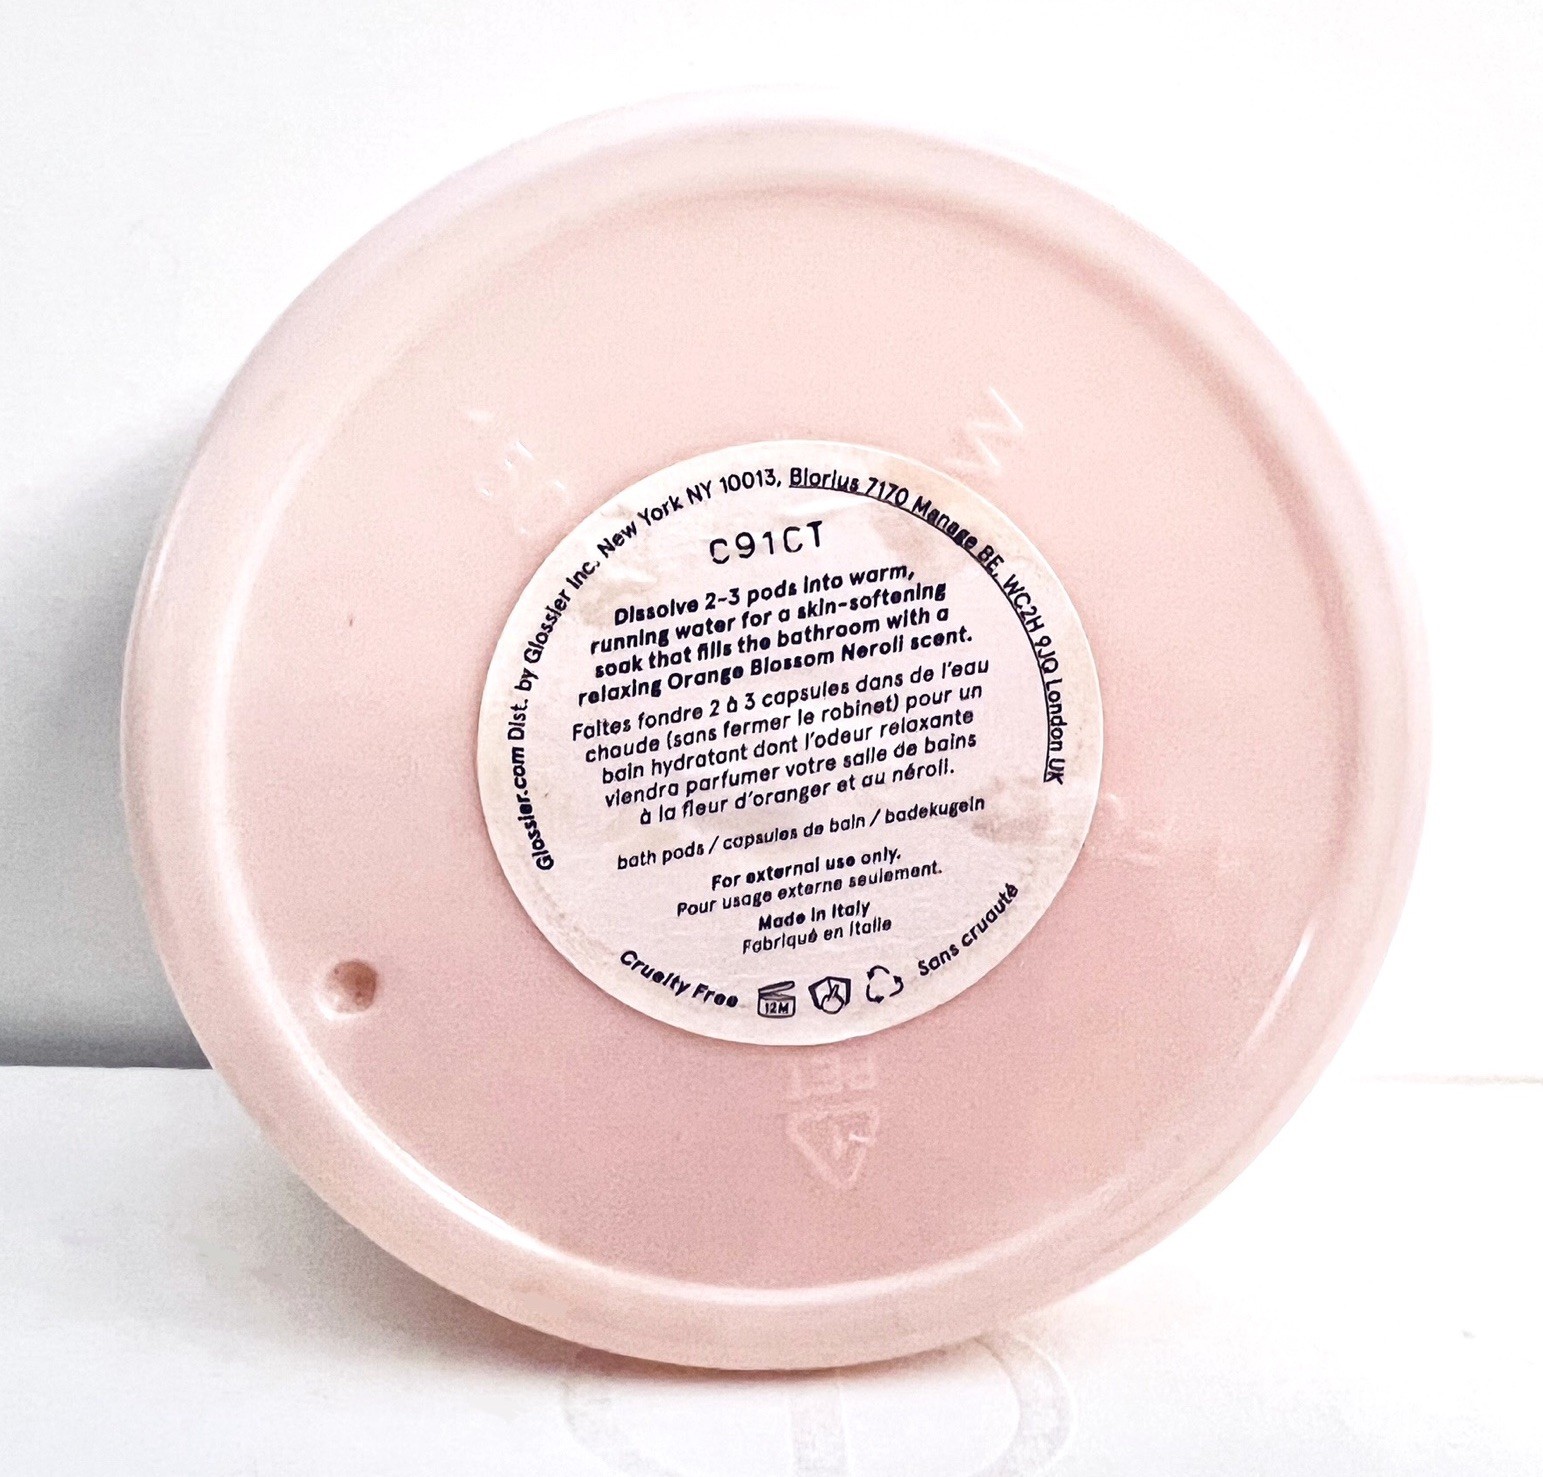 Glossier.com Dist. by Glossier Inc. New York NY 10013, Biorius 7170 Manage BE, WC2H 9JQ London UK
C91CT
Dissolve 2-3 pods into warm,
running water for a skin-softening
soak that fills the bathroom with a
relaxing Orange Blossom Neroli scent.
Faites fondre 2 à 3 capsules dans de l'eau
chaude (sans fermer le robinet) pour un
bain hydratant dont l'odeur relaxante
viendra parfumer votre salle de bains
à la fleur d'oranger et au néroli.
bath pods / capsules de bain / badekugeln
For external use only.
Pour usage externe seulement.
Made in Italy
Fabriqué en Italie
Cruelty Free
12M
Sans cruauté
PET